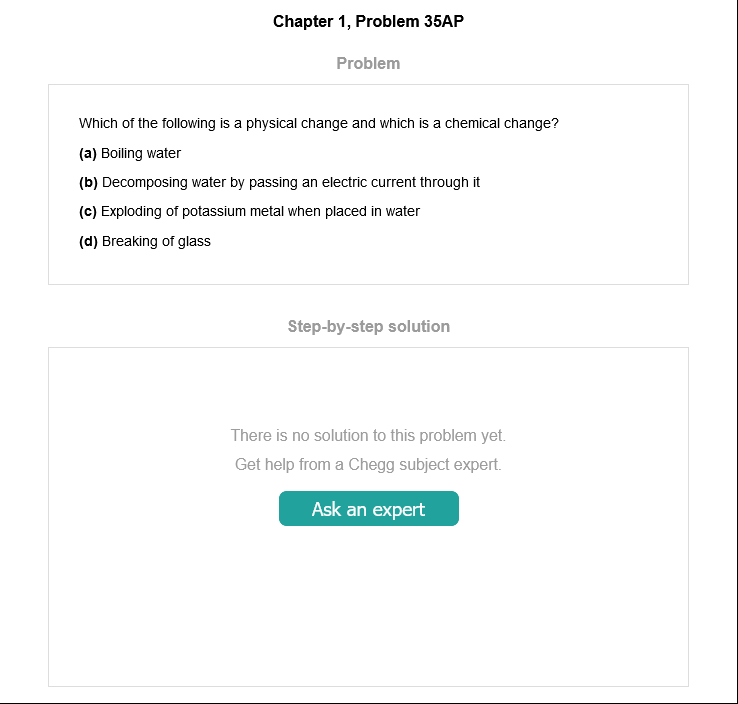 Chapter 1, Problem 35AP
Problem
Which of the following is a physical change and which is a chemical change?
(a) Boiling water
(b) Decomposing water by passing an electric current through it
(c) Exploding of potassium metal when placed in water
(d) Breaking of glass
Step-by-step solution
There is no solution to this problem yet.
Get help from a Chegg subject expert.
Ask an expert